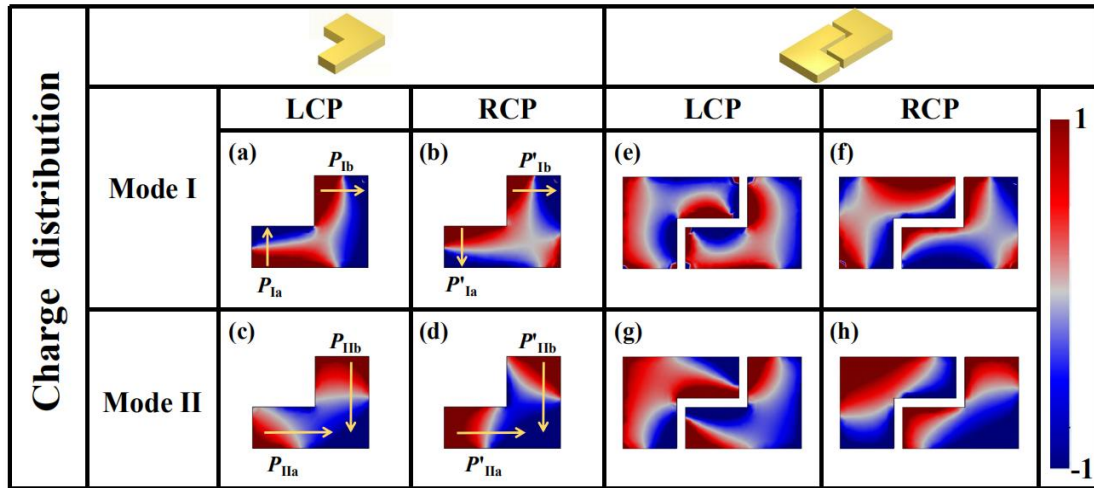 Charge distribution
LCP RCP LCP RCP 1
Mode I
(a) P_Ib (b) P'_Ib (e) (f)
P_Ia P'_Ia
Mode II
(c) P_IIb (d) P'_IIb (g) (h)
P_IIa P'_IIa
-1